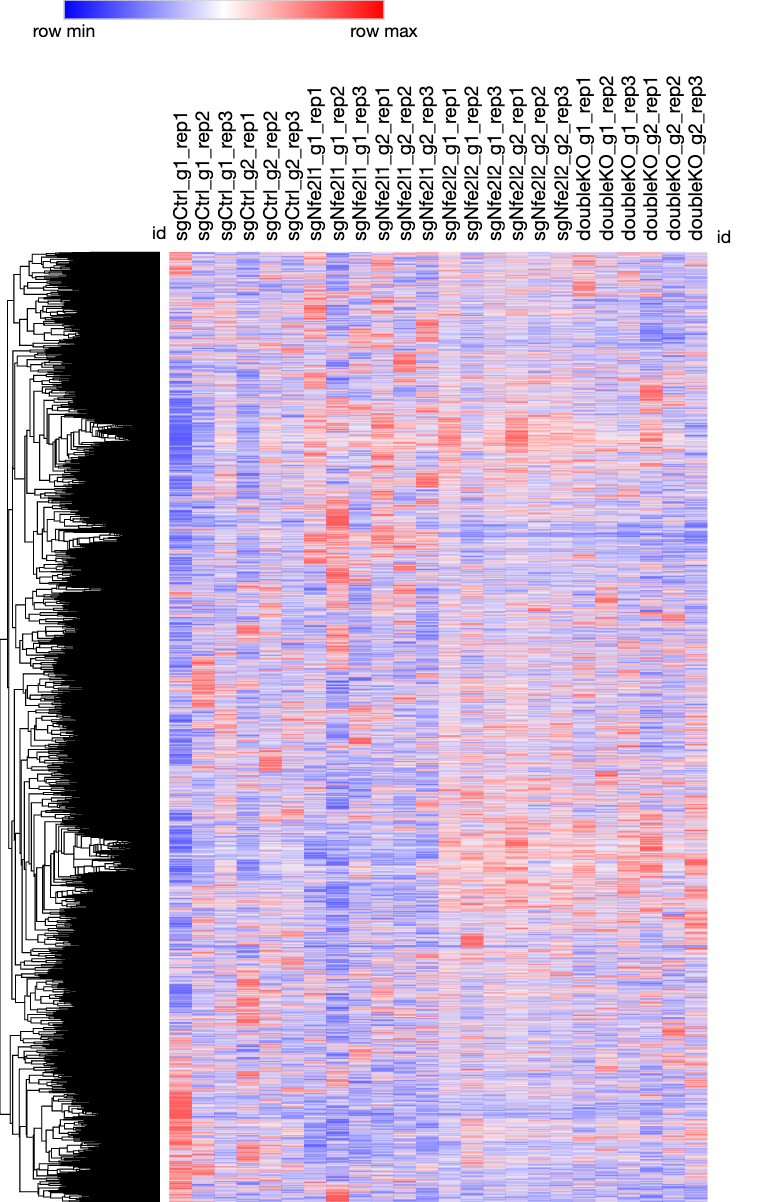 row min
row max
id
sgCtrl_g1_rep1
sgCtrl_g1_rep2
sgCtrl_g1_rep3
sgCtrl_g2_rep1
sgCtrl_g2_rep2
sgCtrl_g2_rep3
sgNfe2l1_g1_rep1
sgNfe2l1_g1_rep2
sgNfe2l1_g1_rep3
sgNfe2l1_g2_rep1
sgNfe2l1_g2_rep2
sgNfe2l1_g2_rep3
sgNfe2l2_g1_rep1
sgNfe2l2_g1_rep2
sgNfe2l2_g1_rep3
sgNfe2l2_g2_rep1
sgNfe2l2_g2_rep2
sgNfe2l2_g2_rep3
doubleKO_g1_rep1
doubleKO_g1_rep2
doubleKO_g1_rep3
doubleKO_g2_rep1
doubleKO_g2_rep2
doubleKO_g2_rep3
id